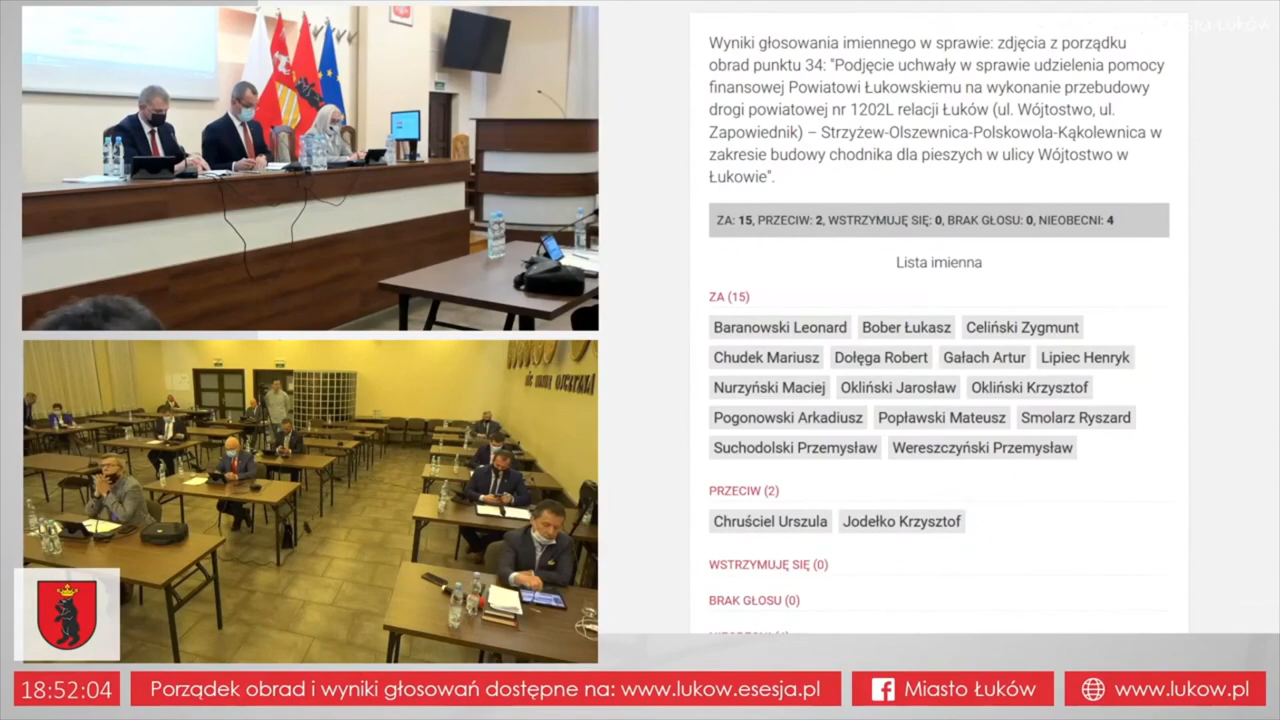 Wyniki głosowania imiennego w sprawie: zdjęcia z porządku
obrad punktu 34: "Podjęcie uchwały w sprawie udzielenia pomocy
finansowej Powiatowi Łukowskiemu na wykonanie przebudowy
drogi powiatowej nr 1202L relacji Łuków (ul. Wójtostwo, ul.
Zapowiednik) – Strzyżew-Olszewnica-Polskowola-Kąkolewnica w
zakresie budowy chodnika dla pieszych w ulicy Wójtostwo w
Łukowie".
ZA: 15, PRZECIW: 2, WSTRZYMUJĘ SIĘ: 0, BRAK GŁOSU: 0, NIEOBECNI: 4
Lista imienna
ZA (15)
Baranowski Leonard Bober Łukasz Celiński Zygmunt
Chudek Mariusz Dołęga Robert Gałach Artur Lipiec Henryk
Nurzyński Maciej Okliński Jarosław Okliński Krzysztof
Pogonowski Arkadiusz Popławski Mateusz Smolarz Ryszard
Suchodolski Przemysław Wereszczyński Przemysław
PRZECIW (2)
Chruściel Urszula Jodełko Krzysztof
WSTRZYMUJĘ SIĘ (0)
BRAK GŁOSU (0)
18:52:04
Porządek obrad i wyniki głosowań dostępne na: www.lukow.esesja.pl
Miasto Łuków
www.lukow.pl